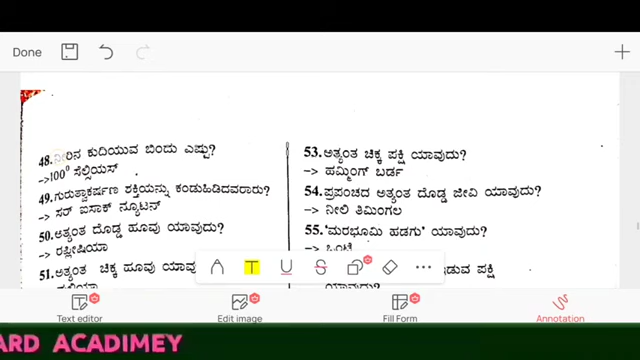 Done
48.ನೀರಿನ ಕುದಿಯುವ ಬಿಂದು ಎಷ್ಟು?
->100⁰ ಸೆಲ್ಸಿಯಸ್
49.ಗುರುತ್ವಾಕರ್ಷಣ ಶಕ್ತಿಯನ್ನು ಕಂಡುಹಿಡಿದವರಾರು?
-> ಸರ್ ಐಸಾಕ್ ನ್ಯೂಟನ್
50.ಅತ್ಯಂತ ದೊಡ್ಡ ಹೂವು ಯಾವುದು?
-> ರಫ್ಲೇಷಿಯಾ
51.ಅತ್ಯಂತ ಚಿಕ್ಕ ಹೂವು
53.ಅತ್ಯಂತ ಚಿಕ್ಕ ಪಕ್ಷಿ ಯಾವುದು?
-> ಹಮ್ಮಿಂಗ್ ಬರ್ಡ
54.ಪ್ರಪಂಚದ ಅತ್ಯಂತ ದೊಡ್ಡ ಜೀವಿ ಯಾವುದು?
-> ನೀಲಿ ತಿಮಿಂಗಲ
55.'ಮರಭೂಮಿ ಹಡಗು' ಯಾವುದು?
-> ಒಂಟೆ
ಪಕ್ಷಿ
ಯಾವುದು?
Text editor
Edit image
Fill Form
Annotation
ARD ACADIMEY